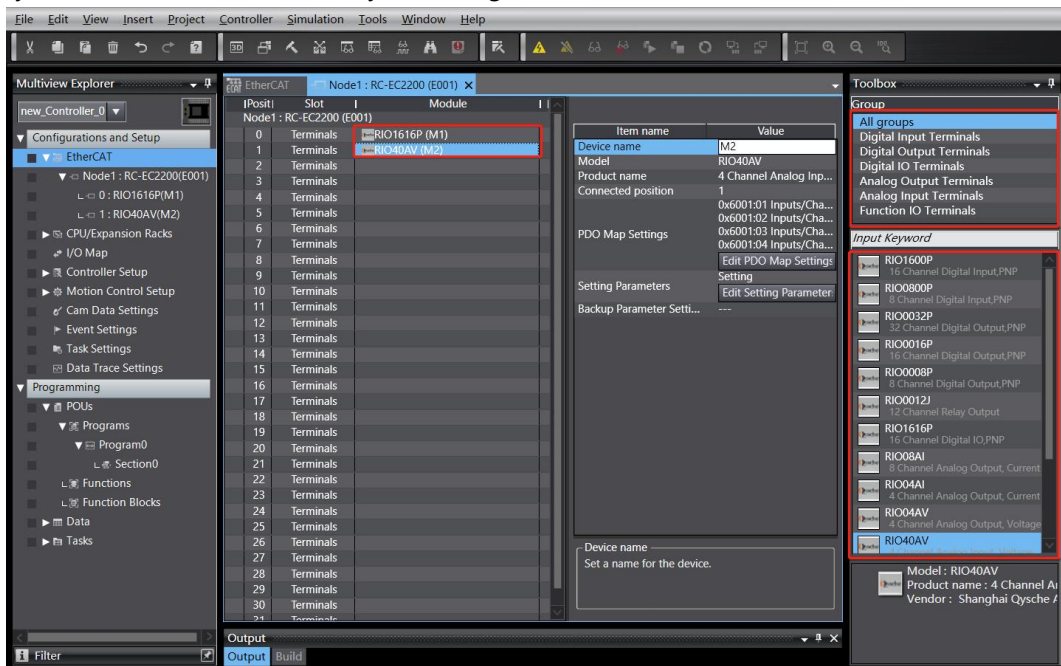 File Edit View Insert Project Controller Simulation Tools Window Help
Multiview Explorer
new_Controller_0
Configurations and Setup
EtherCAT
Node1 : RC-EC2200(E001)
0 : RIO1616P(M1)
1 : RIO40AV(M2)
CPU/Expansion Racks
I/O Map
Controller Setup
Motion Control Setup
Cam Data Settings
Event Settings
Task Settings
Data Trace Settings
Programming
POUs
Programs
Program0
Section0
Functions
Function Blocks
Data
Tasks
Filter
EtherCAT Node1 : RC-EC2200 (E001)
Posit Slot Module
Node1 : RC-EC2200 (E001)
0 Terminals RIO1616P (M1)
1 Terminals RIO40AV (M2)
2 Terminals
3 Terminals
4 Terminals
5 Terminals
6 Terminals
7 Terminals
8 Terminals
9 Terminals
10 Terminals
11 Terminals
12 Terminals
13 Terminals
14 Terminals
15 Terminals
16 Terminals
17 Terminals
18 Terminals
19 Terminals
20 Terminals
21 Terminals
22 Terminals
23 Terminals
24 Terminals
25 Terminals
26 Terminals
27 Terminals
28 Terminals
29 Terminals
30 Terminals
31 Terminals
Item name Value
Device name M2
Model RIO40AV
Product name 4 Channel Analog Inp...
Connected position 1
PDO Map Settings
0x6001:01 Inputs/Cha...
0x6001:02 Inputs/Cha...
0x6001:03 Inputs/Cha...
0x6001:04 Inputs/Cha...
Edit PDO Map Settings
Setting Parameters
Setting
Edit Setting Parameter
Backup Parameter Setti... ---
Device name
Set a name for the device.
Output
Output Build
Toolbox
Group
All groups
Digital Input Terminals
Digital Output Terminals
Digital IO Terminals
Analog Output Terminals
Analog Input Terminals
Function IO Terminals
Input Keyword
RIO1600P
16 Channel Digital Input,PNP
RIO0800P
8 Channel Digital Input,PNP
RIO0032P
32 Channel Digital Output,PNP
RIO0016P
16 Channel Digital Output,PNP
RIO0008P
8 Channel Digital Output,PNP
RIO0012J
12 Channel Relay Output
RIO1616P
16 Channel Digital IO,PNP
RIO08AI
8 Channel Analog Output, Current
RIO04AI
4 Channel Analog Output, Current
RIO04AV
4 Channel Analog Output, Voltage
RIO40AV
Model : RIO40AV
Product name : 4 Channel A
Vendor : Shanghai Qysche